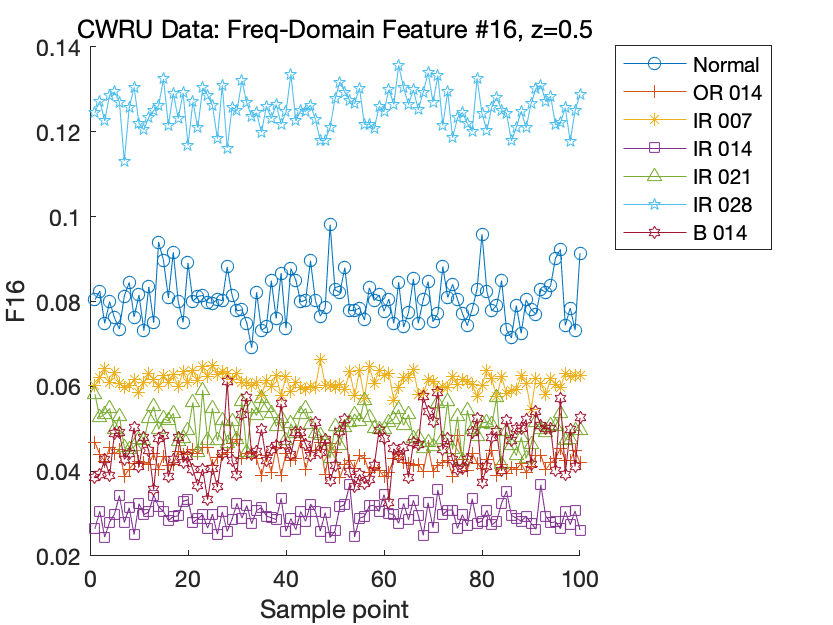 CWRU Data: Freq-Domain Feature #16, z=0.5
0.14
0.12
0.1
0.08
0.06
0.04
0.02
F16
0 20 40 60 80 100
Sample point
Normal
OR 014
IR 007
IR 014
IR 021
IR 028
B 014